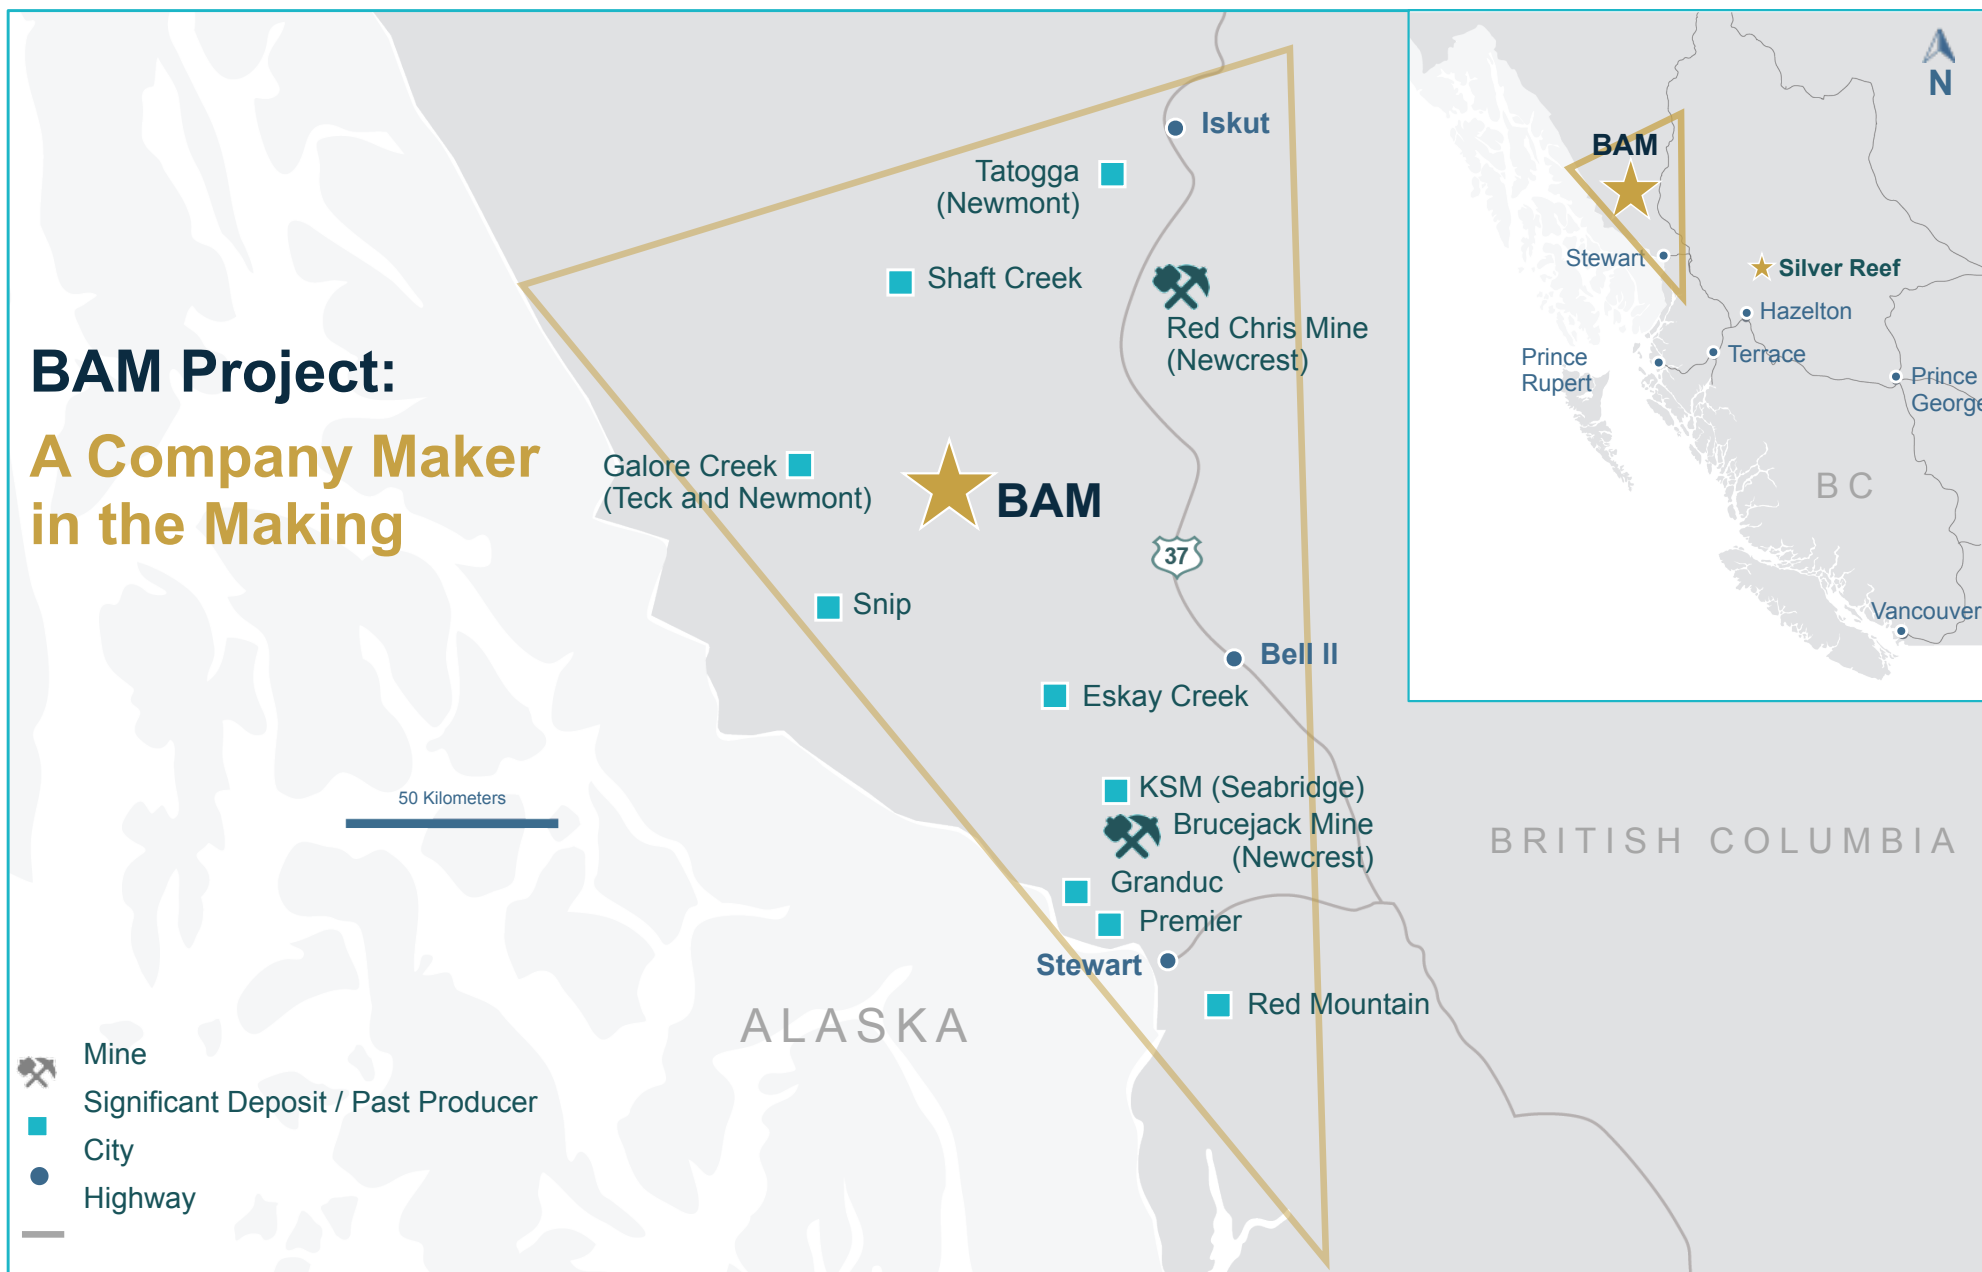 BAM Project:
A Company Maker
in the Making
Iskut
Tatogga
(Newmont)
Shaft Creek
Red Chris Mine
(Newcrest)
Galore Creek
(Teck and Newmont)
BAM
37
Snip
Bell II
Eskay Creek
50 Kilometers
KSM (Seabridge)
Brucejack Mine
(Newcrest)
Granduc
Premier
Stewart
Red Mountain
ALASKA
BRITISH COLUMBIA
Mine
Significant Deposit / Past Producer
City
Highway
N
BAM
Stewart
Silver Reef
Hazelton
Terrace
Prince
Rupert
Prince
George
BC
Vancouver